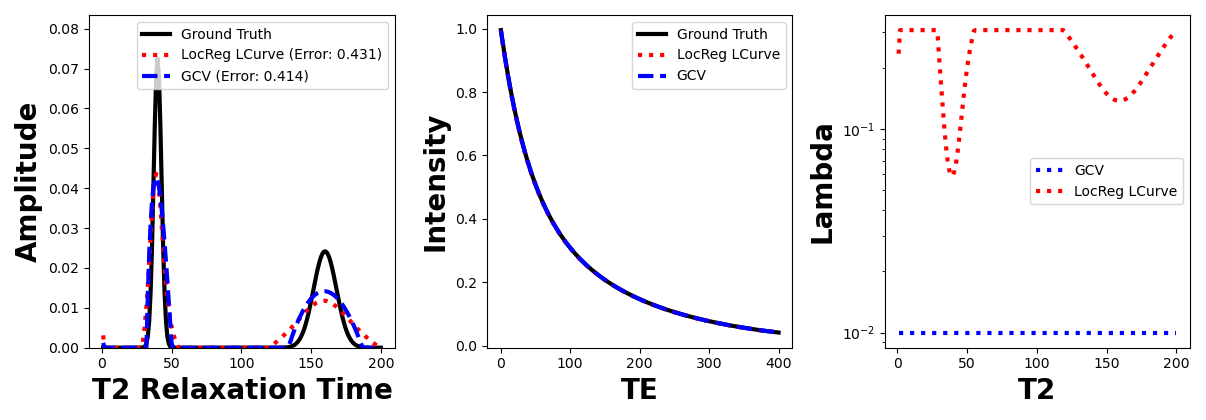 Amplitude
0.08
0.07
0.06
0.05
0.04
0.03
0.02
0.01
0.00
Ground Truth
LocReg LCurve (Error: 0.431)
GCV (Error: 0.414)
0 50 100 150 200
T2 Relaxation Time
Intensity
1.0
0.8
0.6
0.4
0.2
0.0
Ground Truth
LocReg LCurve
GCV
0 100 200 300 400
TE
Lambda
10⁻¹
10⁻²
GCV
LocReg LCurve
0 50 100 150 200
T2